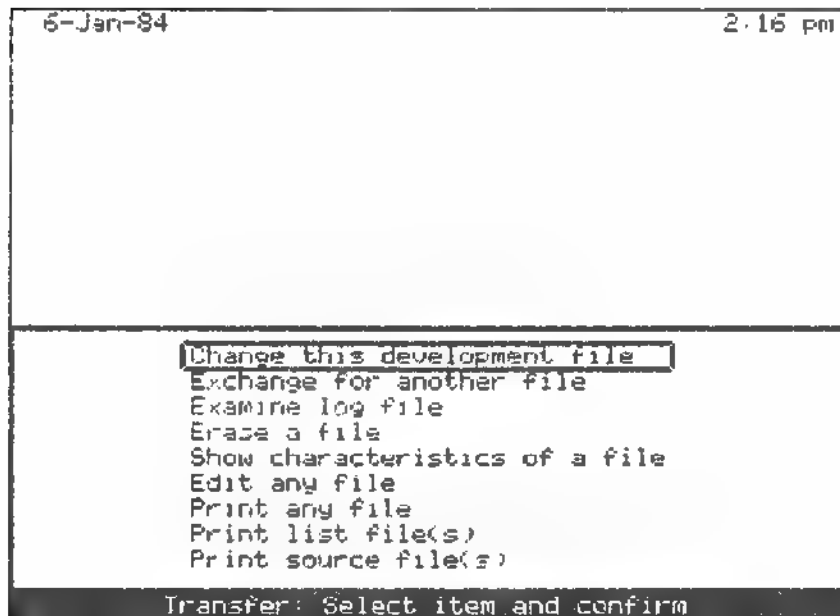 6-Jan-84 2:16 pm
Change this development file
Exchange for another file
Examine log file
Erase a file
Show characteristics of a file
Edit any file
Print any file
Print list file(s)
Print source file(s)
Transfer: Select item and confirm